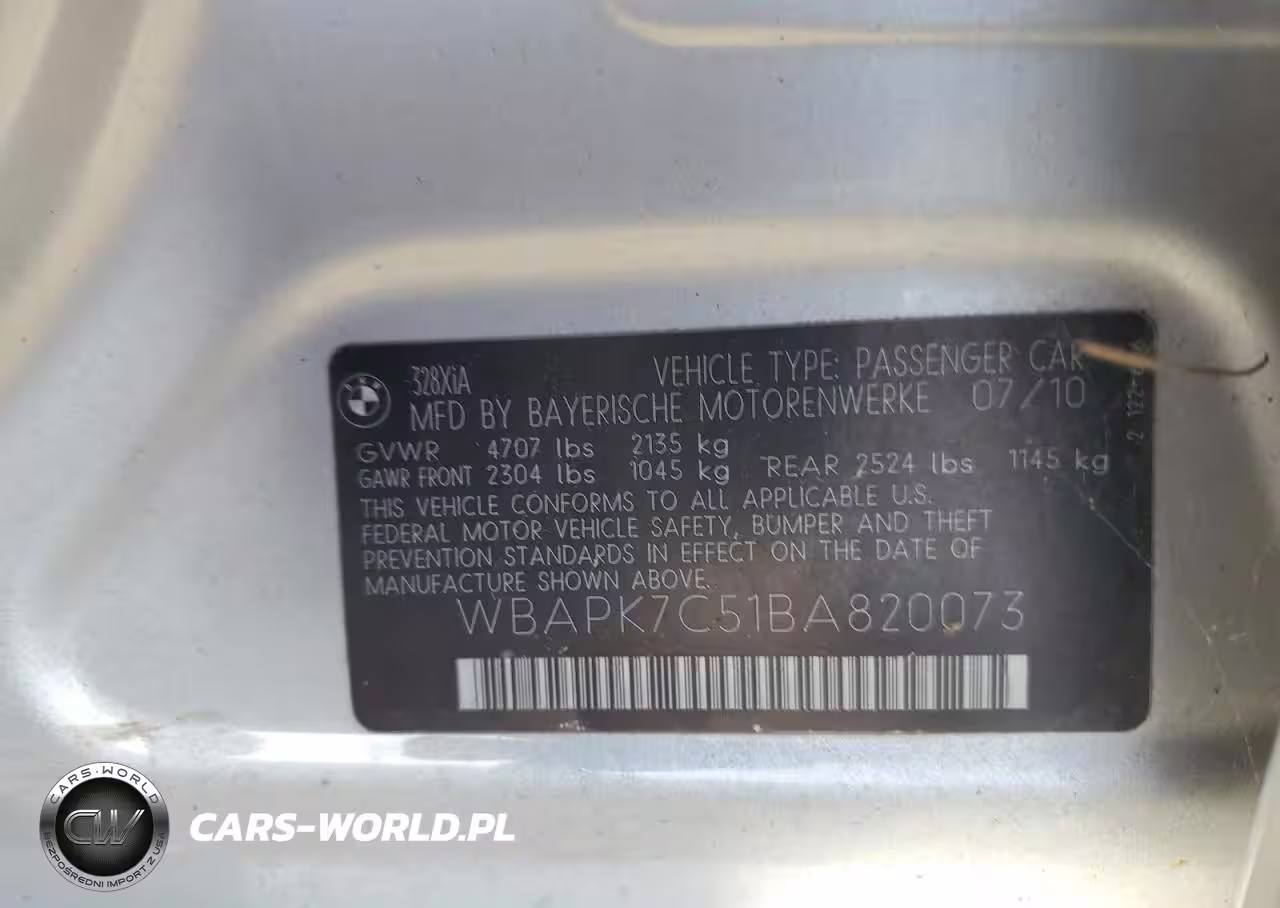 328XiA VEHICLE TYPE: PASSENGER CAR
MFD BY BAYERISCHE MOTORENWERKE 07/10
GVWR 4707 lbs 2135 kg
GAWR FRONT 2304 lbs 1045 kg REAR 2524 lbs 1145 kg
THIS VEHICLE CONFORMS TO ALL APPLICABLE U.S.
FEDERAL MOTOR VEHICLE SAFETY, BUMPER AND THEFT
PREVENTION STANDARDS IN EFFECT ON THE DATE OF
MANUFACTURE SHOWN ABOVE.
WBAPK7C51BA820073
CARS-WORLD
CW
BEZPOŚREDNI IMPORT Z USA
CARS-WORLD.PL